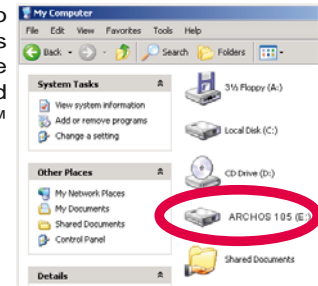 My Computer
File Edit View Favorites Tools Help
Back Search Folders
System Tasks
View system information
Add or remove programs
Change a setting
Other Places
My Network Places
My Documents
Shared Documents
Control Panel
Details
3½ Floppy (A:)
Local Disk (C:)
CD Drive (D:)
ARCHOS 105 (E:)
Shared Documents